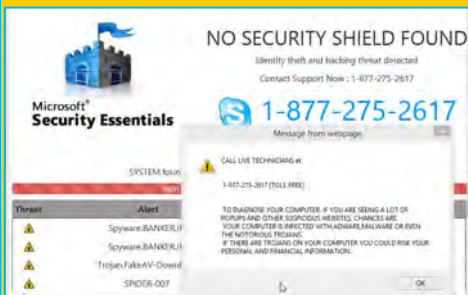 NO SECURITY SHIELD FOUND
Identity theft and hacking threat detected
Contact Support Now : 1-877-275-2617
1-877-275-2617
Microsoft®
Security Essentials
Message from webpage
CALL LIVE TECHNICIANS at
1-877-275-2617 (TOLL FREE)
TO DIAGNOSE YOUR COMPUTER. IF YOU ARE SEEING A LOT OF
POPUPS AND OTHER SUSPICIOUS WEBSITES, CHANCES ARE
YOUR COMPUTER IS INFECTED WITH ADWARE,MALWARE OR EVEN
THE NOTORIOUS TROJANS.
IF THERE ARE TROJANS ON YOUR COMPUTER YOU COULD RISK YOUR
PERSONAL AND FINANCIAL INFORMATION.
OK
SYSTEM foun
Threat Alert
Spyware.BANKER.I
Spyware.BANKER.I
Trojan.FakeAV-Downl
SPIDER-007